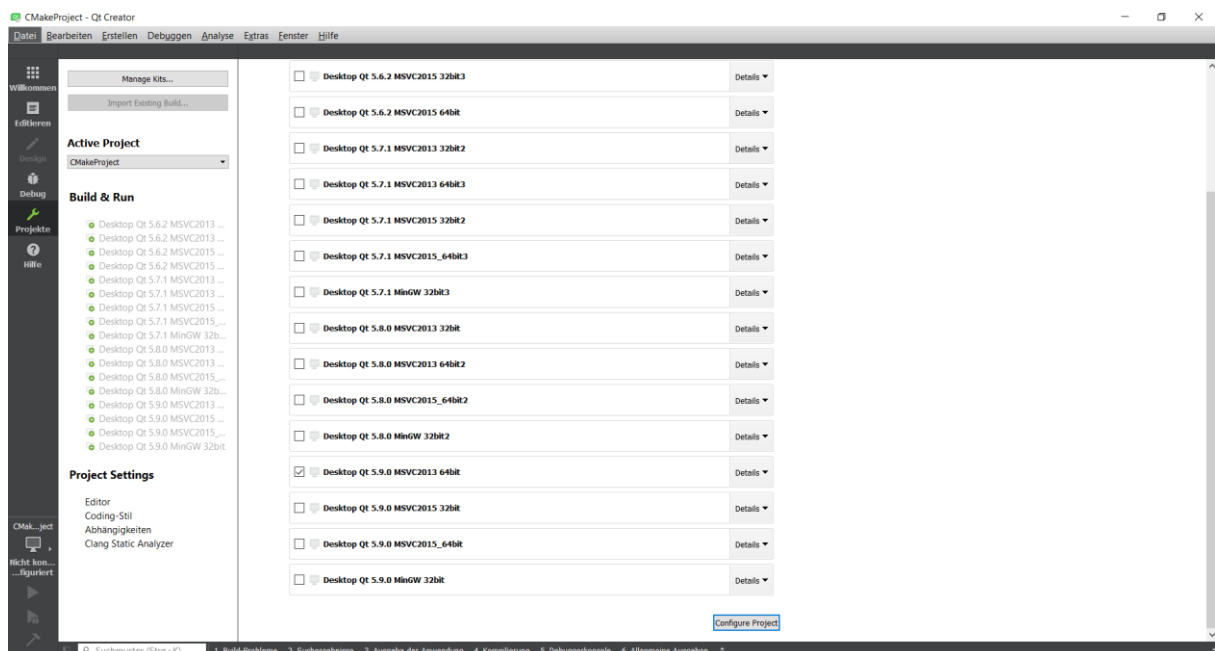 CMakeProject - Qt Creator
Datei Bearbeiten Erstellen Debuggen Analyse Extras Fenster Hilfe
Willkommen
Editieren
Design
Debug
Projekte
Hilfe
CMak...ject
Nicht kon...
...figuriert
Manage Kits...
Import Existing Build...
Active Project
CMakeProject
Build & Run
Desktop Qt 5.6.2 MSVC2013 ...
Desktop Qt 5.6.2 MSVC2013 ...
Desktop Qt 5.6.2 MSVC2015 ...
Desktop Qt 5.6.2 MSVC2015 ...
Desktop Qt 5.7.1 MSVC2013 ...
Desktop Qt 5.7.1 MSVC2013 ...
Desktop Qt 5.7.1 MSVC2015 ...
Desktop Qt 5.7.1 MSVC2015_...
Desktop Qt 5.7.1 MinGW 32b...
Desktop Qt 5.8.0 MSVC2013 ...
Desktop Qt 5.8.0 MSVC2013 ...
Desktop Qt 5.8.0 MSVC2015_...
Desktop Qt 5.8.0 MinGW 32b...
Desktop Qt 5.9.0 MSVC2013 ...
Desktop Qt 5.9.0 MSVC2015 ...
Desktop Qt 5.9.0 MSVC2015_...
Desktop Qt 5.9.0 MinGW 32bit
Project Settings
Editor
Coding-Stil
Abhängigkeiten
Clang Static Analyzer
Desktop Qt 5.6.2 MSVC2015 32bit3 Details
Desktop Qt 5.6.2 MSVC2015 64bit Details
Desktop Qt 5.7.1 MSVC2013 32bit2 Details
Desktop Qt 5.7.1 MSVC2013 64bit3 Details
Desktop Qt 5.7.1 MSVC2015 32bit2 Details
Desktop Qt 5.7.1 MSVC2015_64bit3 Details
Desktop Qt 5.7.1 MinGW 32bit3 Details
Desktop Qt 5.8.0 MSVC2013 32bit Details
Desktop Qt 5.8.0 MSVC2013 64bit2 Details
Desktop Qt 5.8.0 MSVC2015_64bit2 Details
Desktop Qt 5.8.0 MinGW 32bit2 Details
Desktop Qt 5.9.0 MSVC2013 64bit Details
Desktop Qt 5.9.0 MSVC2015 32bit Details
Desktop Qt 5.9.0 MSVC2015_64bit Details
Desktop Qt 5.9.0 MinGW 32bit Details
Configure Project
Suchmuster (Strg+K) 1 Build-Probleme 2 Suchergebnisse 3 Ausgabe der Anwendung 4 Kompilierung 5 Debuggerkonsole 6 Allgemeine Ausgaben